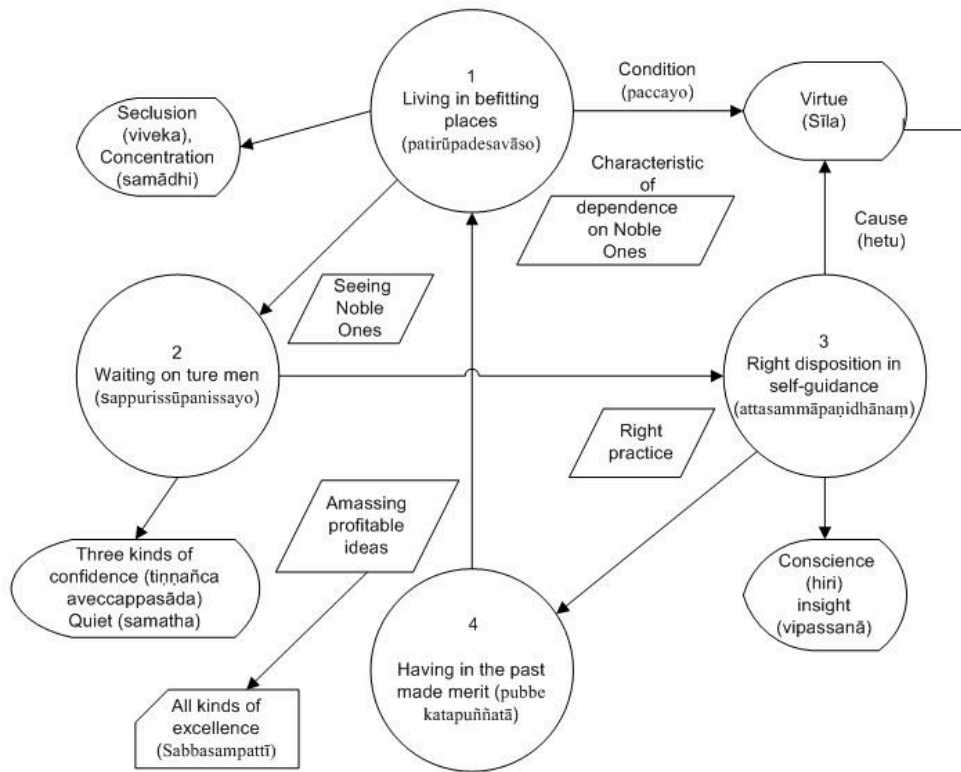 1
Living in befitting
places
(patirūpadesavāso)
Condition
(paccayo)
Virtue
(Sīla)
Seclusion
(viveka),
Concentration
(samādhi)
Characteristic
of
dependence
on Noble
Ones
Cause
(hetu)
Seeing
Noble
Ones
2
Waiting on ture men
(sappurissūpanissayo)
3
Right disposition in
self-guidance
(attasammāpaṇidhānaṃ)
Right
practice
Amassing
profitable
ideas
Three kinds of
confidence (tiṇṇañca
aveccappasāda)
Quiet (samatha)
Conscience
(hiri)
insight
(vipassanā)
4
Having in the past
made merit (pubbe
katapuññatā)
All kinds of
excellence
(Sabbasampattī)